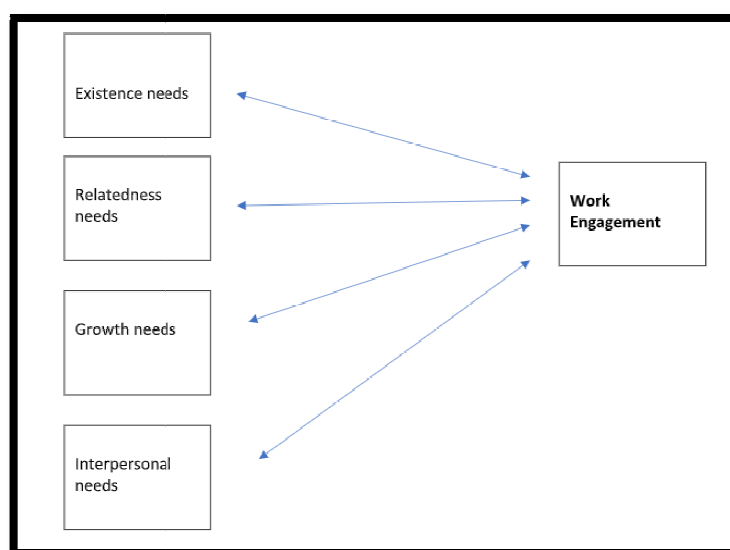 Existence needs
Relatedness
needs
Growth needs
Interpersonal
needs
Work
Engagement